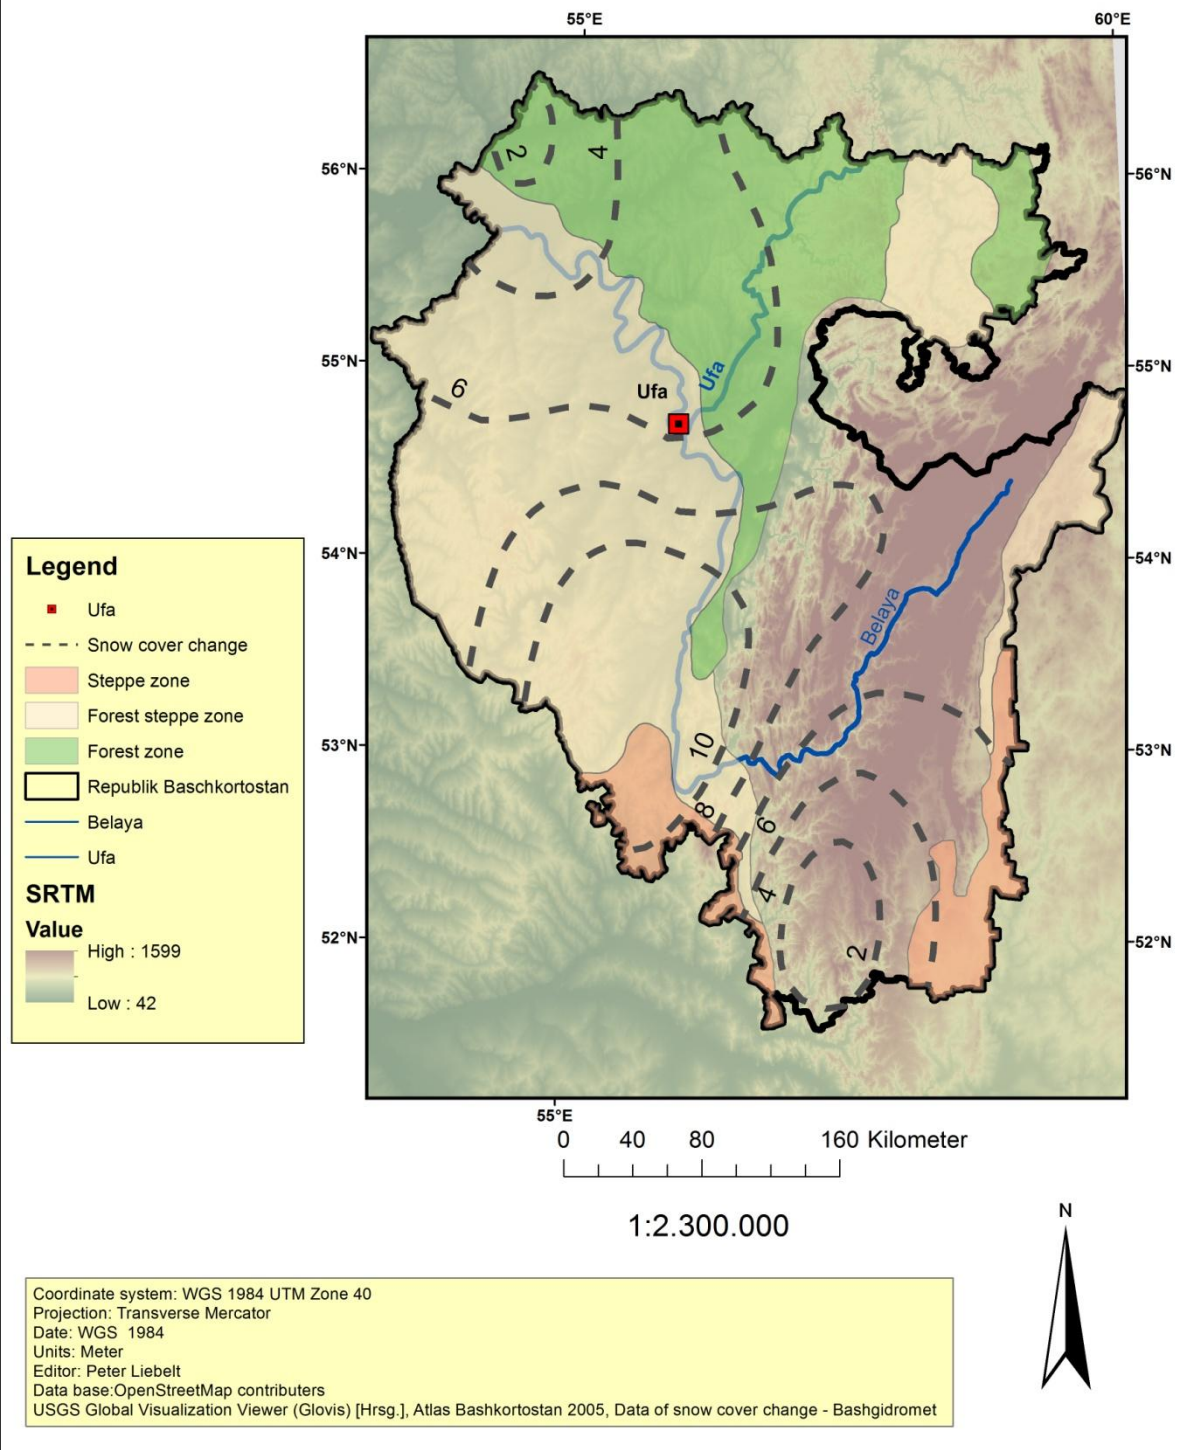 55°E
60°E
2
4
56°N
56°N
55°N
55°N
6
Ufa
Ufa
54°N
54°N
Belaya
53°N
53°N
10
8
6
4
2
52°N
52°N
Legend
Ufa
Snow cover change
Steppe zone
Forest steppe zone
Forest zone
Republik Baschkortostan
Belaya
Ufa
SRTM
Value
High : 1599
Low : 42
55°E
0 40 80 160 Kilometer
1:2.300.000
N
Coordinate system: WGS 1984 UTM Zone 40
Projection: Transverse Mercator
Date: WGS 1984
Units: Meter
Editor: Peter Liebelt
Data base:OpenStreetMap contributers
USGS Global Visualization Viewer (Glovis) [Hrsg.], Atlas Bashkortostan 2005, Data of snow cover change - Bashgidromet